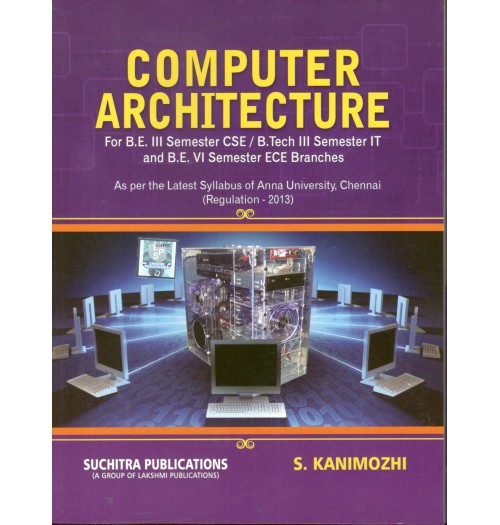 COMPUTER
ARCHITECTURE
For B.E. III Semester CSE / B.Tech III Semester IT
and B.E. VI Semester ECE Branches
As per the Latest Syllabus of Anna University, Chennai
(Regulation - 2013)
SUCHITRA PUBLICATIONS
(A GROUP OF LAKSHMI PUBLICATIONS)
S. KANIMOZHI